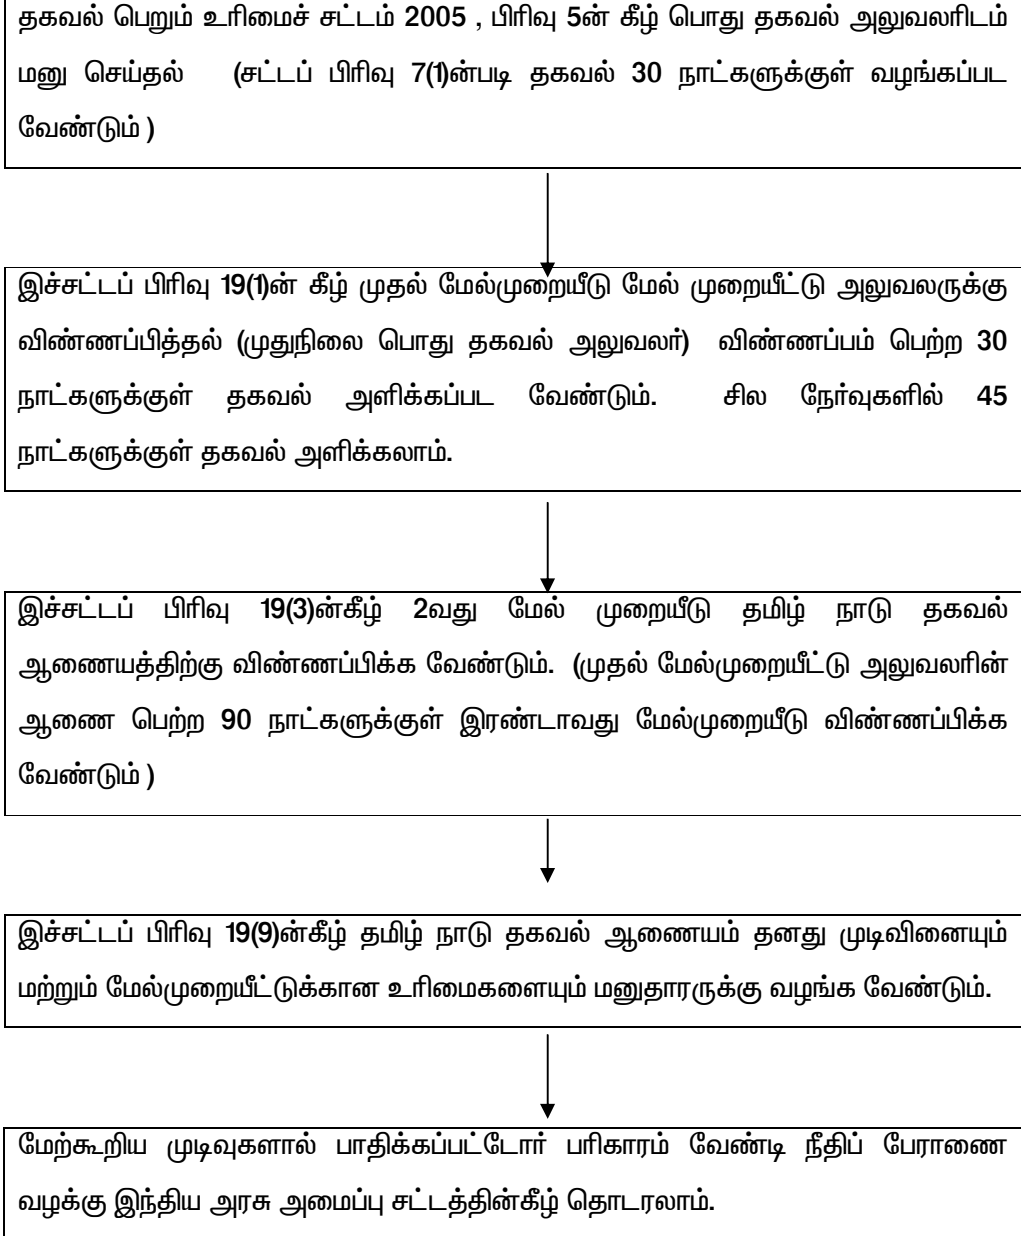 தகவல் பெறும் உரிமைச் சட்டம் 2005 , பிரிவு 5ன் கீழ் பொது தகவல் அலுவலரிடம்
மனு செய்தல் (சட்டப் பிரிவு 7(1)ன்படி தகவல் 30 நாட்களுக்குள் வழங்கப்பட
வேண்டும் )
இச்சட்டப் பிரிவு 19(1)ன் கீழ் முதல் மேல்முறையீடு மேல் முறையீட்டு அலுவலருக்கு
விண்ணப்பித்தல் (முதுநிலை பொது தகவல் அலுவலர்) விண்ணப்பம் பெற்ற 30
நாட்களுக்குள் தகவல் அளிக்கப்பட வேண்டும். சில நேர்வுகளில் 45
நாட்களுக்குள் தகவல் அளிக்கலாம்.
இச்சட்டப் பிரிவு 19(3)ன்கீழ் 2வது மேல் முறையீடு தமிழ் நாடு தகவல்
ஆணையத்திற்கு விண்ணப்பிக்க வேண்டும். (முதல் மேல்முறையீட்டு அலுவலரின்
ஆணை பெற்ற 90 நாட்களுக்குள் இரண்டாவது மேல்முறையீடு விண்ணப்பிக்க
வேண்டும் )
இச்சட்டப் பிரிவு 19(9)ன்கீழ் தமிழ் நாடு தகவல் ஆணையம் தனது முடிவினையும்
மற்றும் மேல்முறையீட்டுக்கான உரிமைகளையும் மனுதாரருக்கு வழங்க வேண்டும்.
மேற்கூறிய முடிவுகளால் பாதிக்கப்பட்டோர் பரிகாரம் வேண்டி நீதிப் பேராணை
வழக்கு இந்திய அரசு அமைப்பு சட்டத்தின்கீழ் தொடரலாம்.